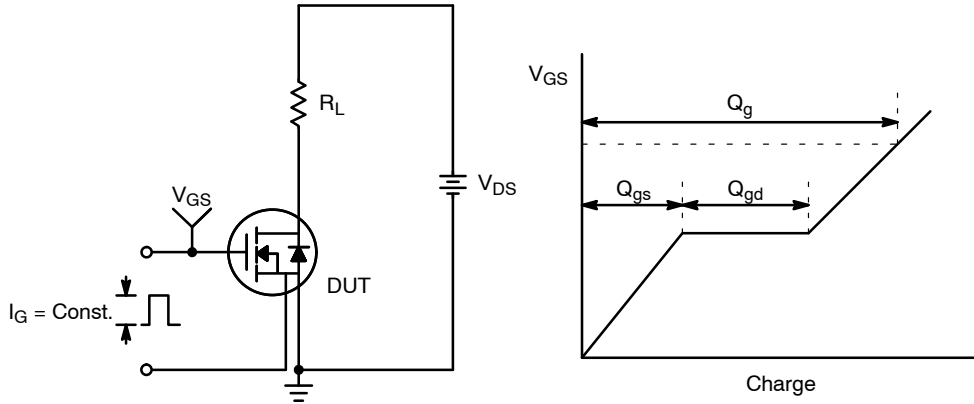 R_L
V_GS
V_DS
DUT
I_G = Const.
V_GS
Q_g
Q_gs
Q_gd
Charge